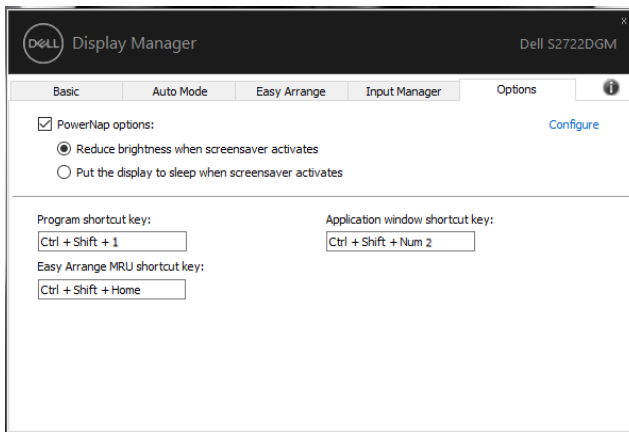 DELL Display Manager Dell S2722DGM
x
Basic Auto Mode Easy Arrange Input Manager Options i
PowerNap options: Configure
Reduce brightness when screensaver activates
Put the display to sleep when screensaver activates
Program shortcut key: Application window shortcut key:
Ctrl + Shift + 1 Ctrl + Shift + Num 2
Easy Arrange MRU shortcut key:
Ctrl + Shift + Home